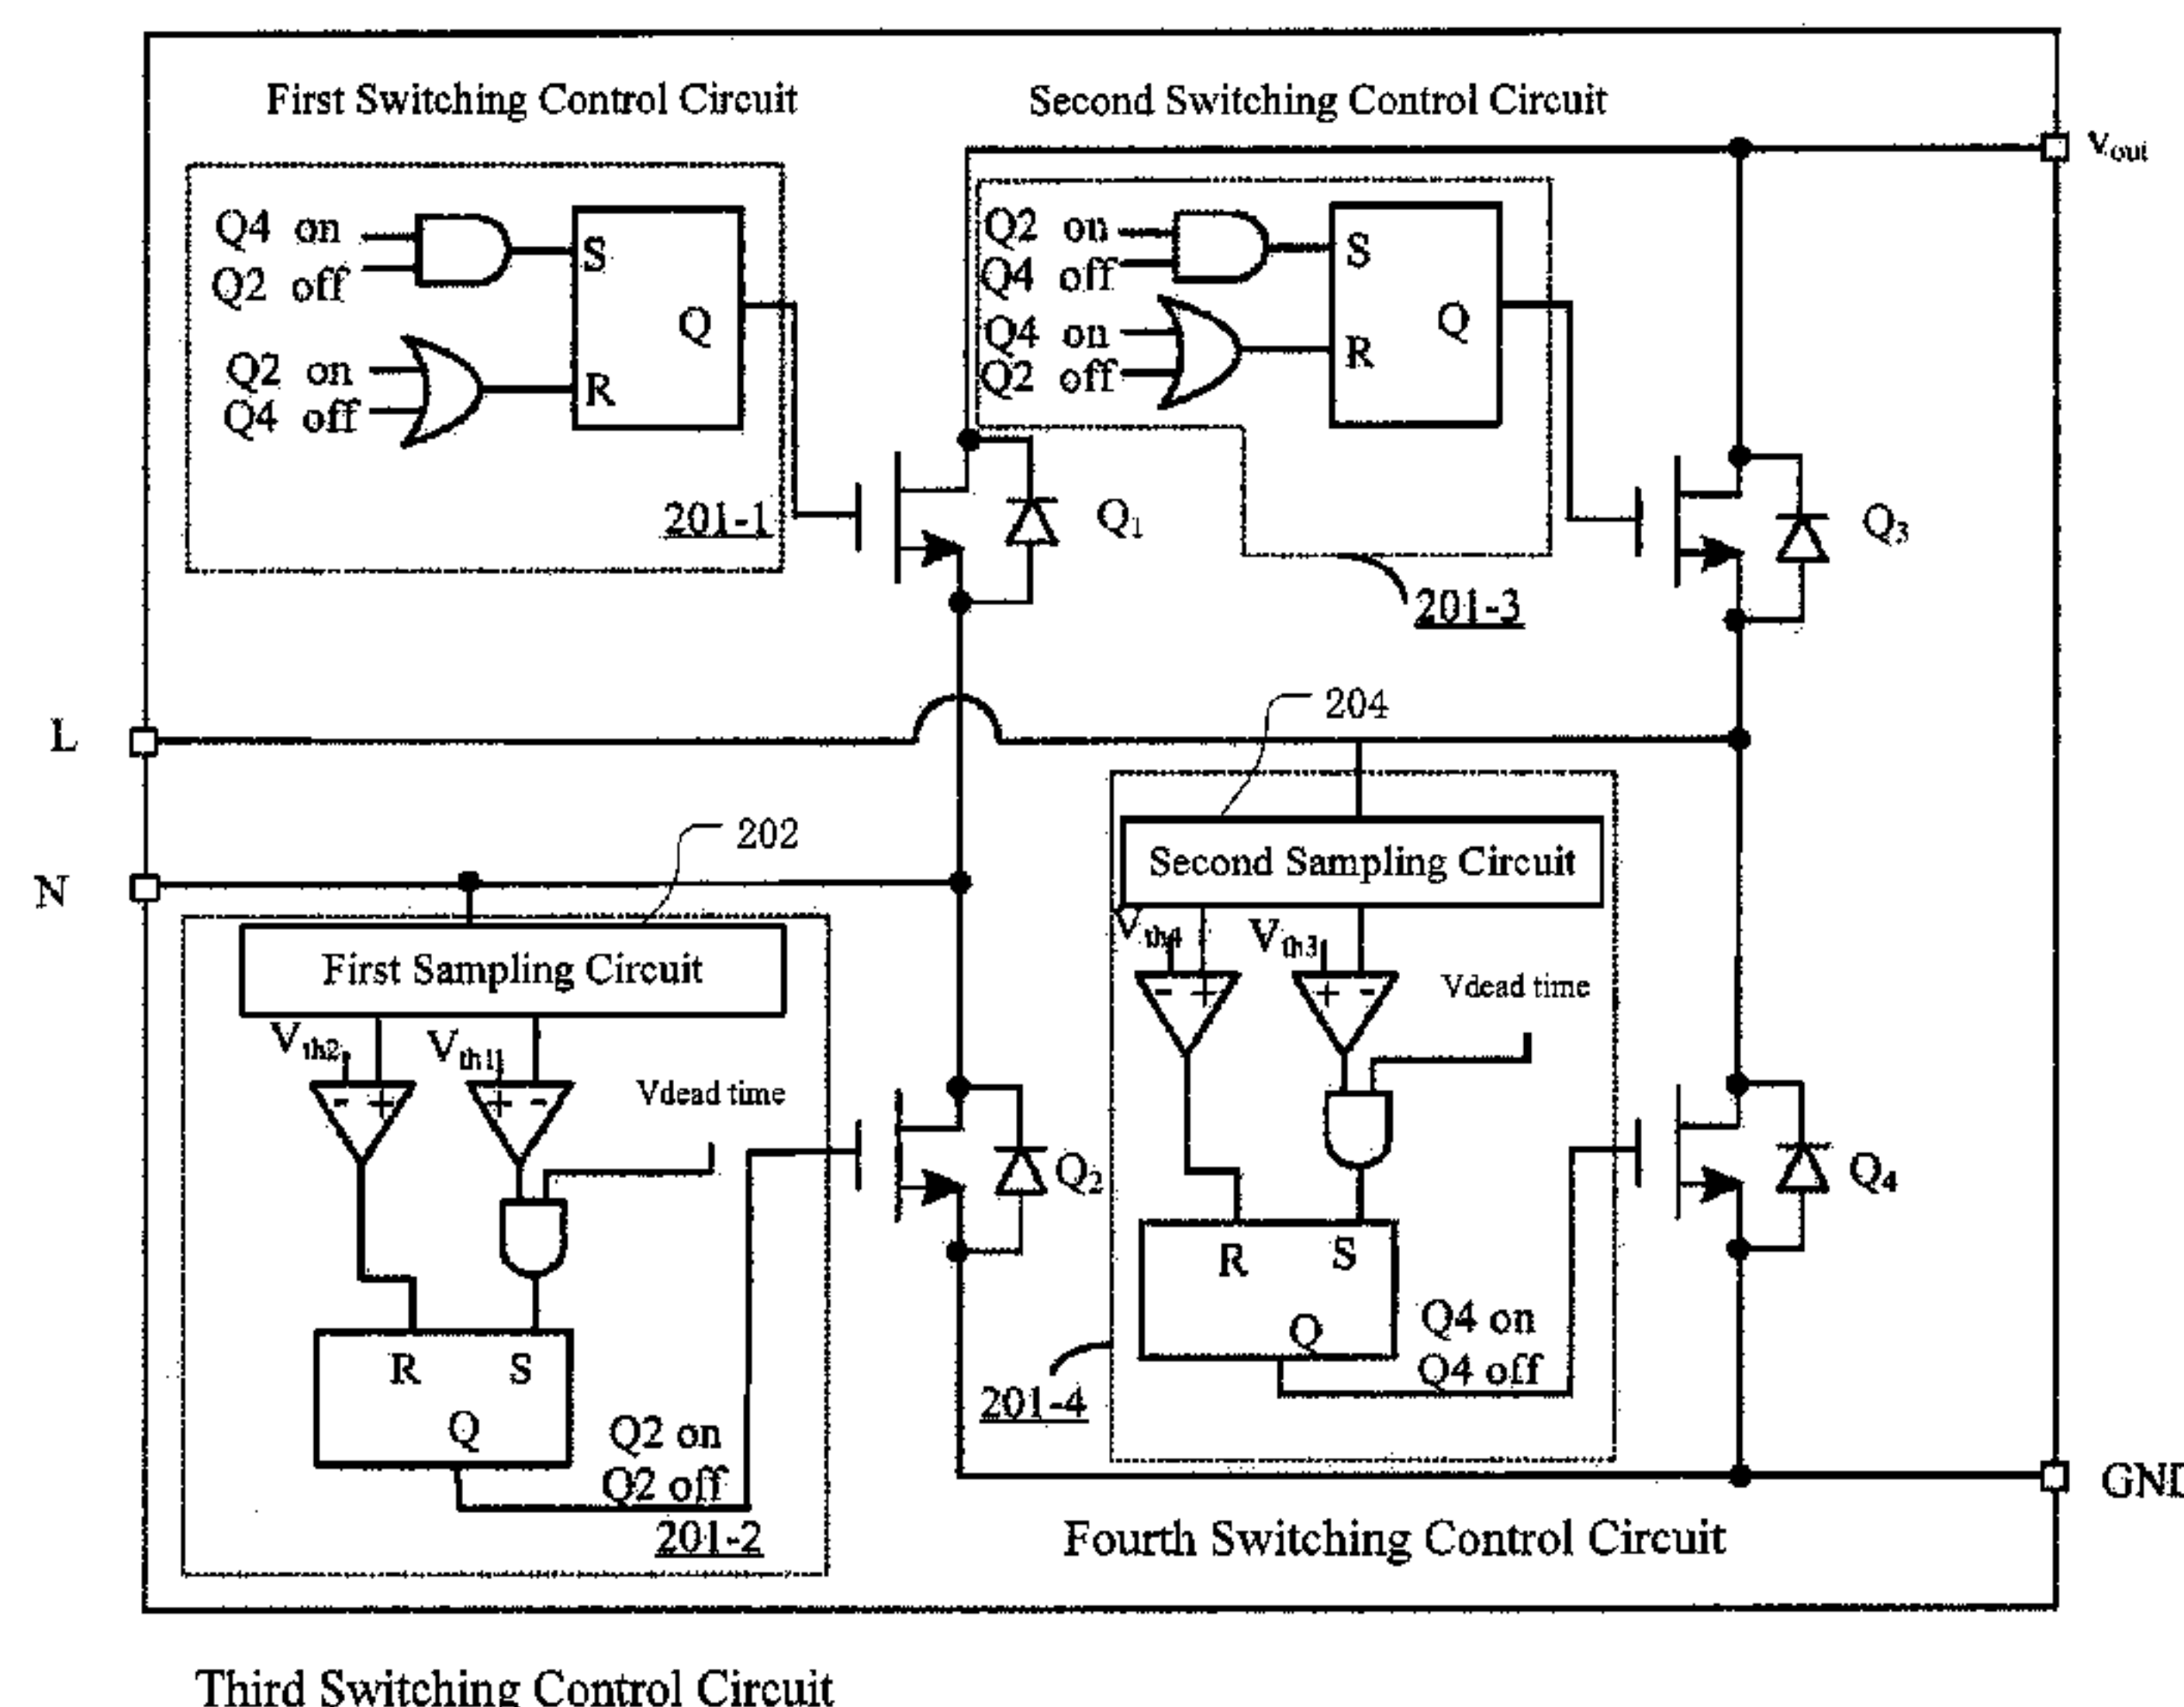 First Switching Control Circuit
Second Switching Control Circuit
Vout
Q4 on
Q2 off
S
Q
Q2 on
Q4 off
R
201-1
Q2 on
Q4 off
S
Q4 on
Q2 off
R
Q
Q1
Q3
201-3
L
204
N
202
Second Sampling Circuit
First Sampling Circuit
Vth4
Vth3
Vdead time
- +
+ -
Vth2
Vth1
Vdead time
- +
+ -
Q2
Q4
R S
Q
Q4 on
Q4 off
201-4
R S
Q
Q2 on
Q2 off
201-2
GND
Fourth Switching Control Circuit
Third Switching Control Circuit